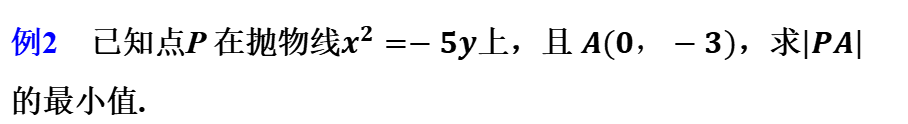 例2 已知点P 在抛物线x² =− 5y上，且 A(0， − 3)，求|PA|
的最小值.